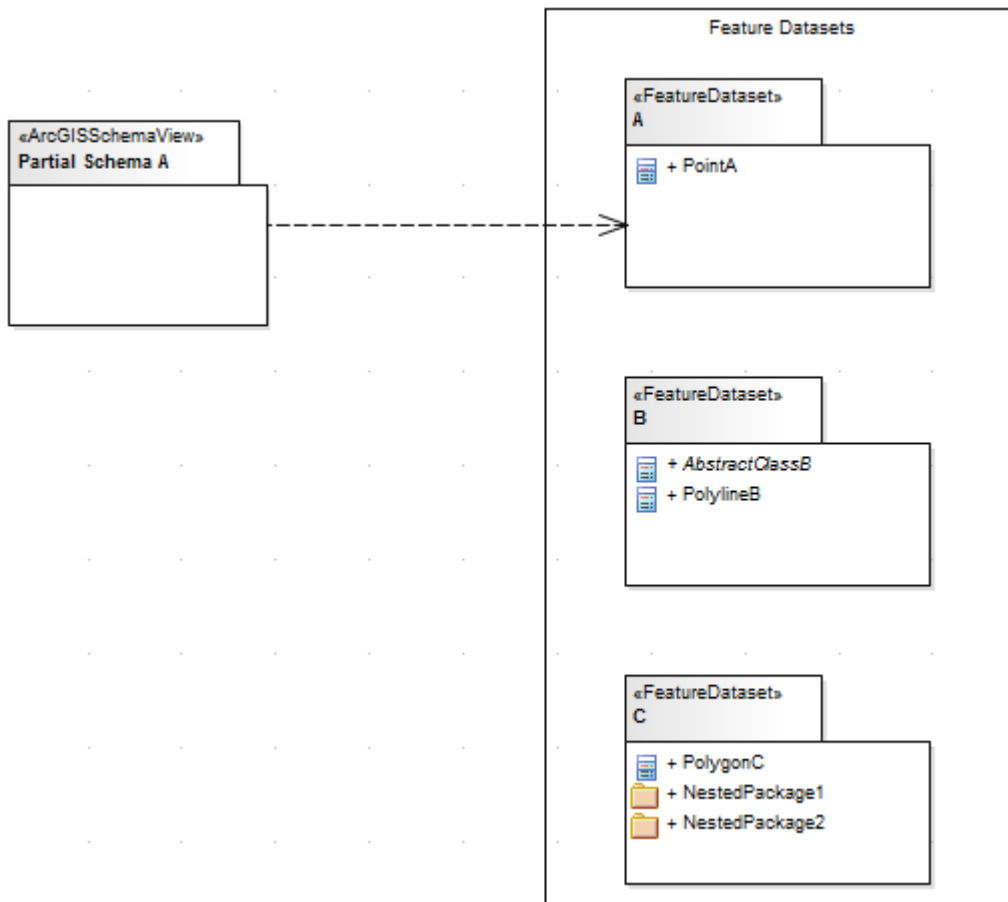 Feature Datasets
«ArcGISSchemaView»
Partial Schema A
«FeatureDataset»
A
+ PointA
«FeatureDataset»
B
+ AbstractClassB
+ PolylineB
«FeatureDataset»
C
+ PolygonC
+ NestedPackage1
+ NestedPackage2